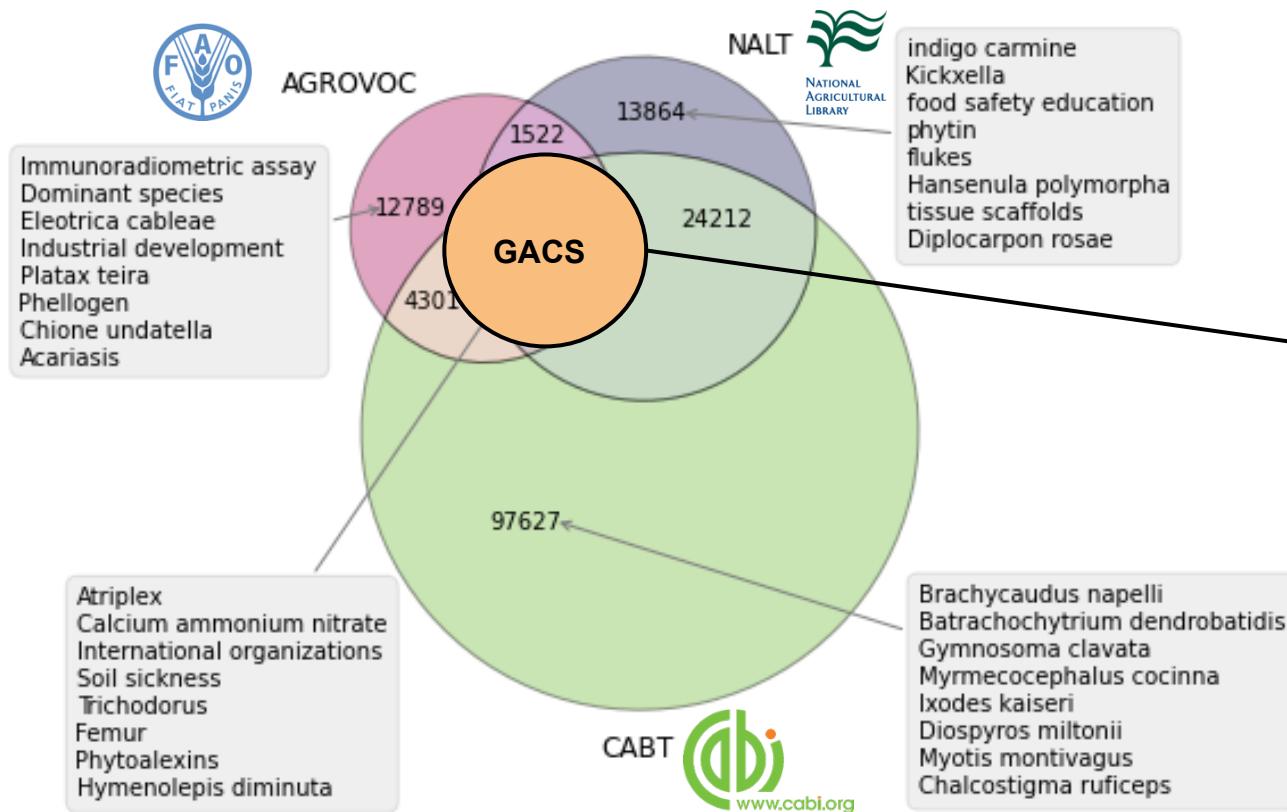 F A O
FIAT PANIS
AGROVOC
NALT
NATIONAL
AGRICULTURAL
LIBRARY
indigo carmine
Kickxella
food safety education
phytin
flukes
Hansenula polymorpha
tissue scaffolds
Diplocarpon rosae
Immunoradiometric assay
Dominant species
Eleotrica cableae
Industrial development
Platax teira
Phellogen
Chione undatella
Acariasis
1522
13864
12789
24212
GACS
4301
97627
Atriplex
Calcium ammonium nitrate
International organizations
Soil sickness
Trichodorus
Femur
Phytoalexins
Hymenolepis diminuta
Brachycaudus napelli
Batrachochytrium dendrobatidis
Gymnosoma clavata
Myrmecocephalus cocinna
Ixodes kaiseri
Diospyros miltonii
Myotis montivagus
Chalcostigma ruficeps
CABT
cabi
www.cabi.org